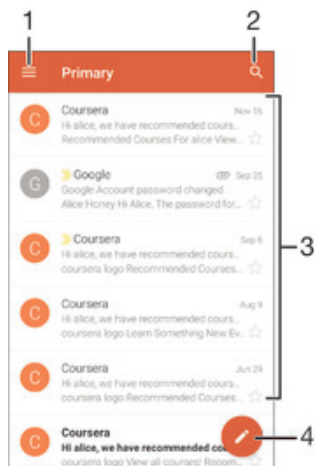 1
2
Primary
C
Coursera
Nov 16
Hi alice, we have recommended cours...
Recommended Courses For alice View...
3
G
Google
Sep 25
Google Account password changed
Alice Honey Hi Alice, The password for...
C
Coursera
Sep 6
Hi alice, we have recommended cours...
coursera logo Recommended Courses...
C
Coursera
Aug 9
Hi alice, we have recommended cours...
coursera logo Learn Something New Ev...
C
Coursera
Jun 29
Hi alice, we have recommended cours...
coursera logo Recommended Courses...
4
C
Coursera
Hi alice, we have recommended cou
coursera logo View all courses! Recom...